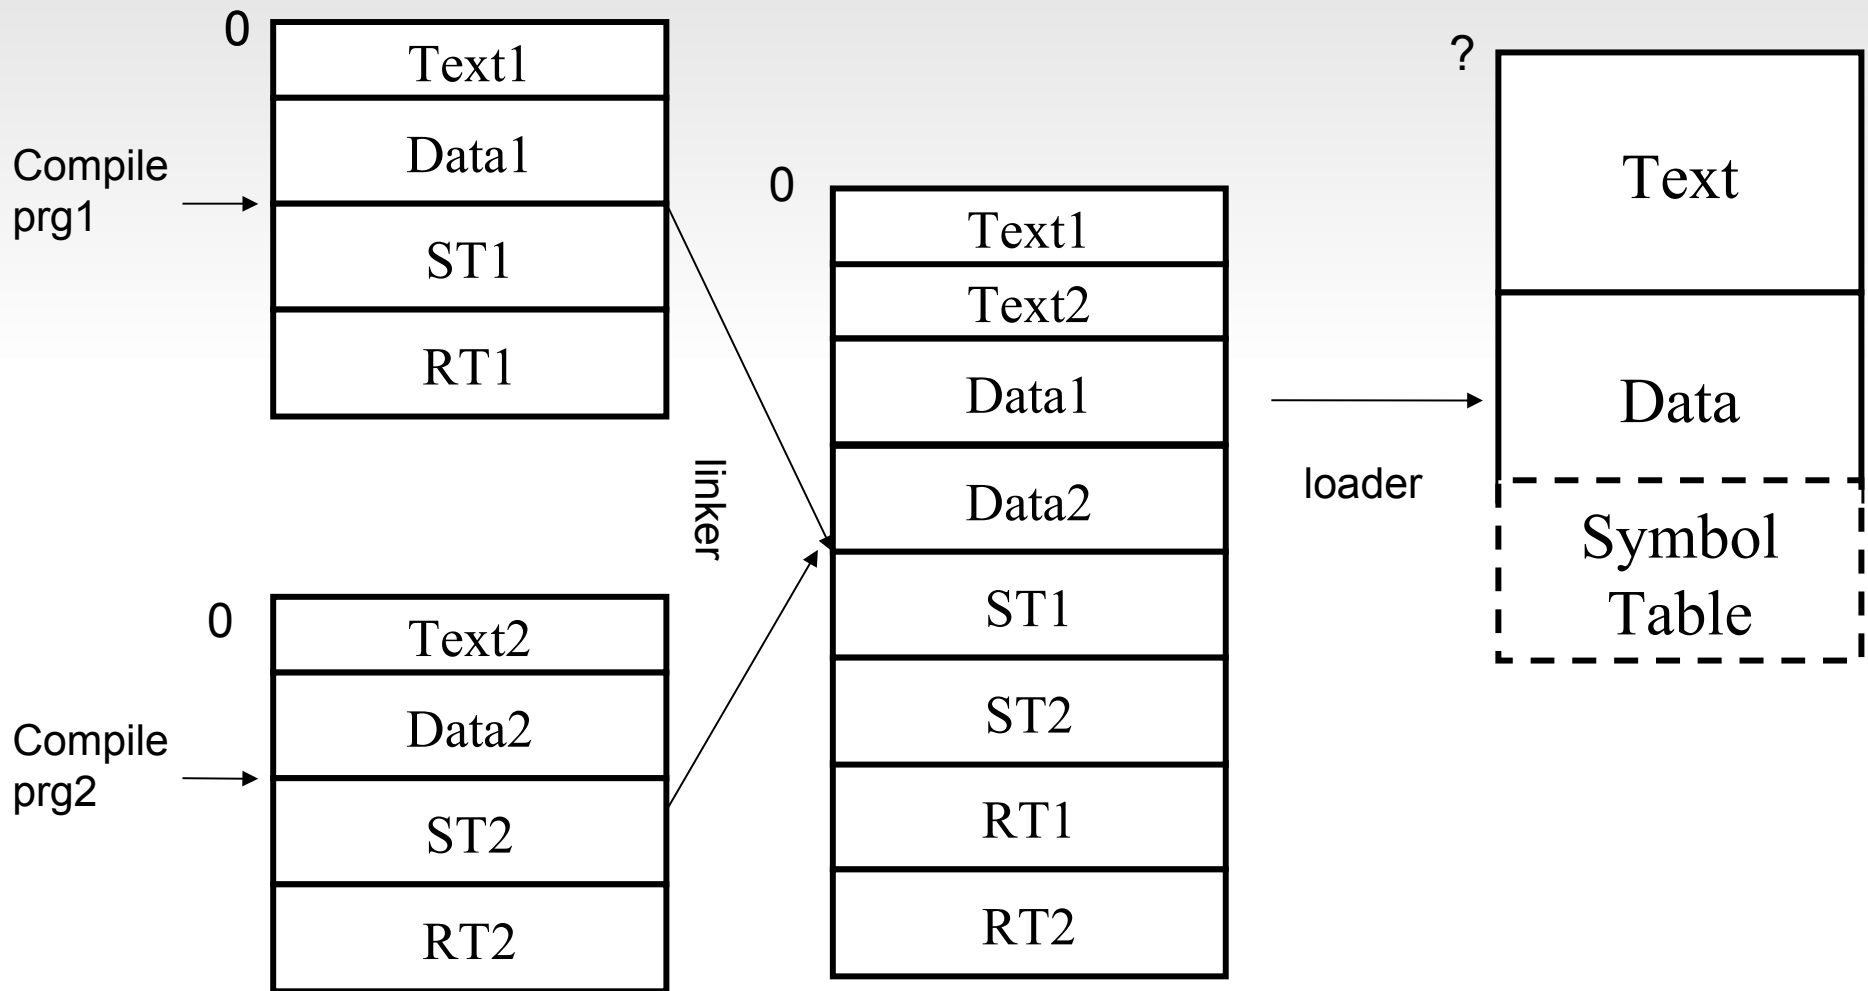 0
Text1
Data1
ST1
RT1
Compile
prg1
0
Text2
Data2
ST2
RT2
Compile
prg2
linker
0
Text1
Text2
Data1
Data2
ST1
ST2
RT1
RT2
loader
?
Text
Data
Symbol
Table